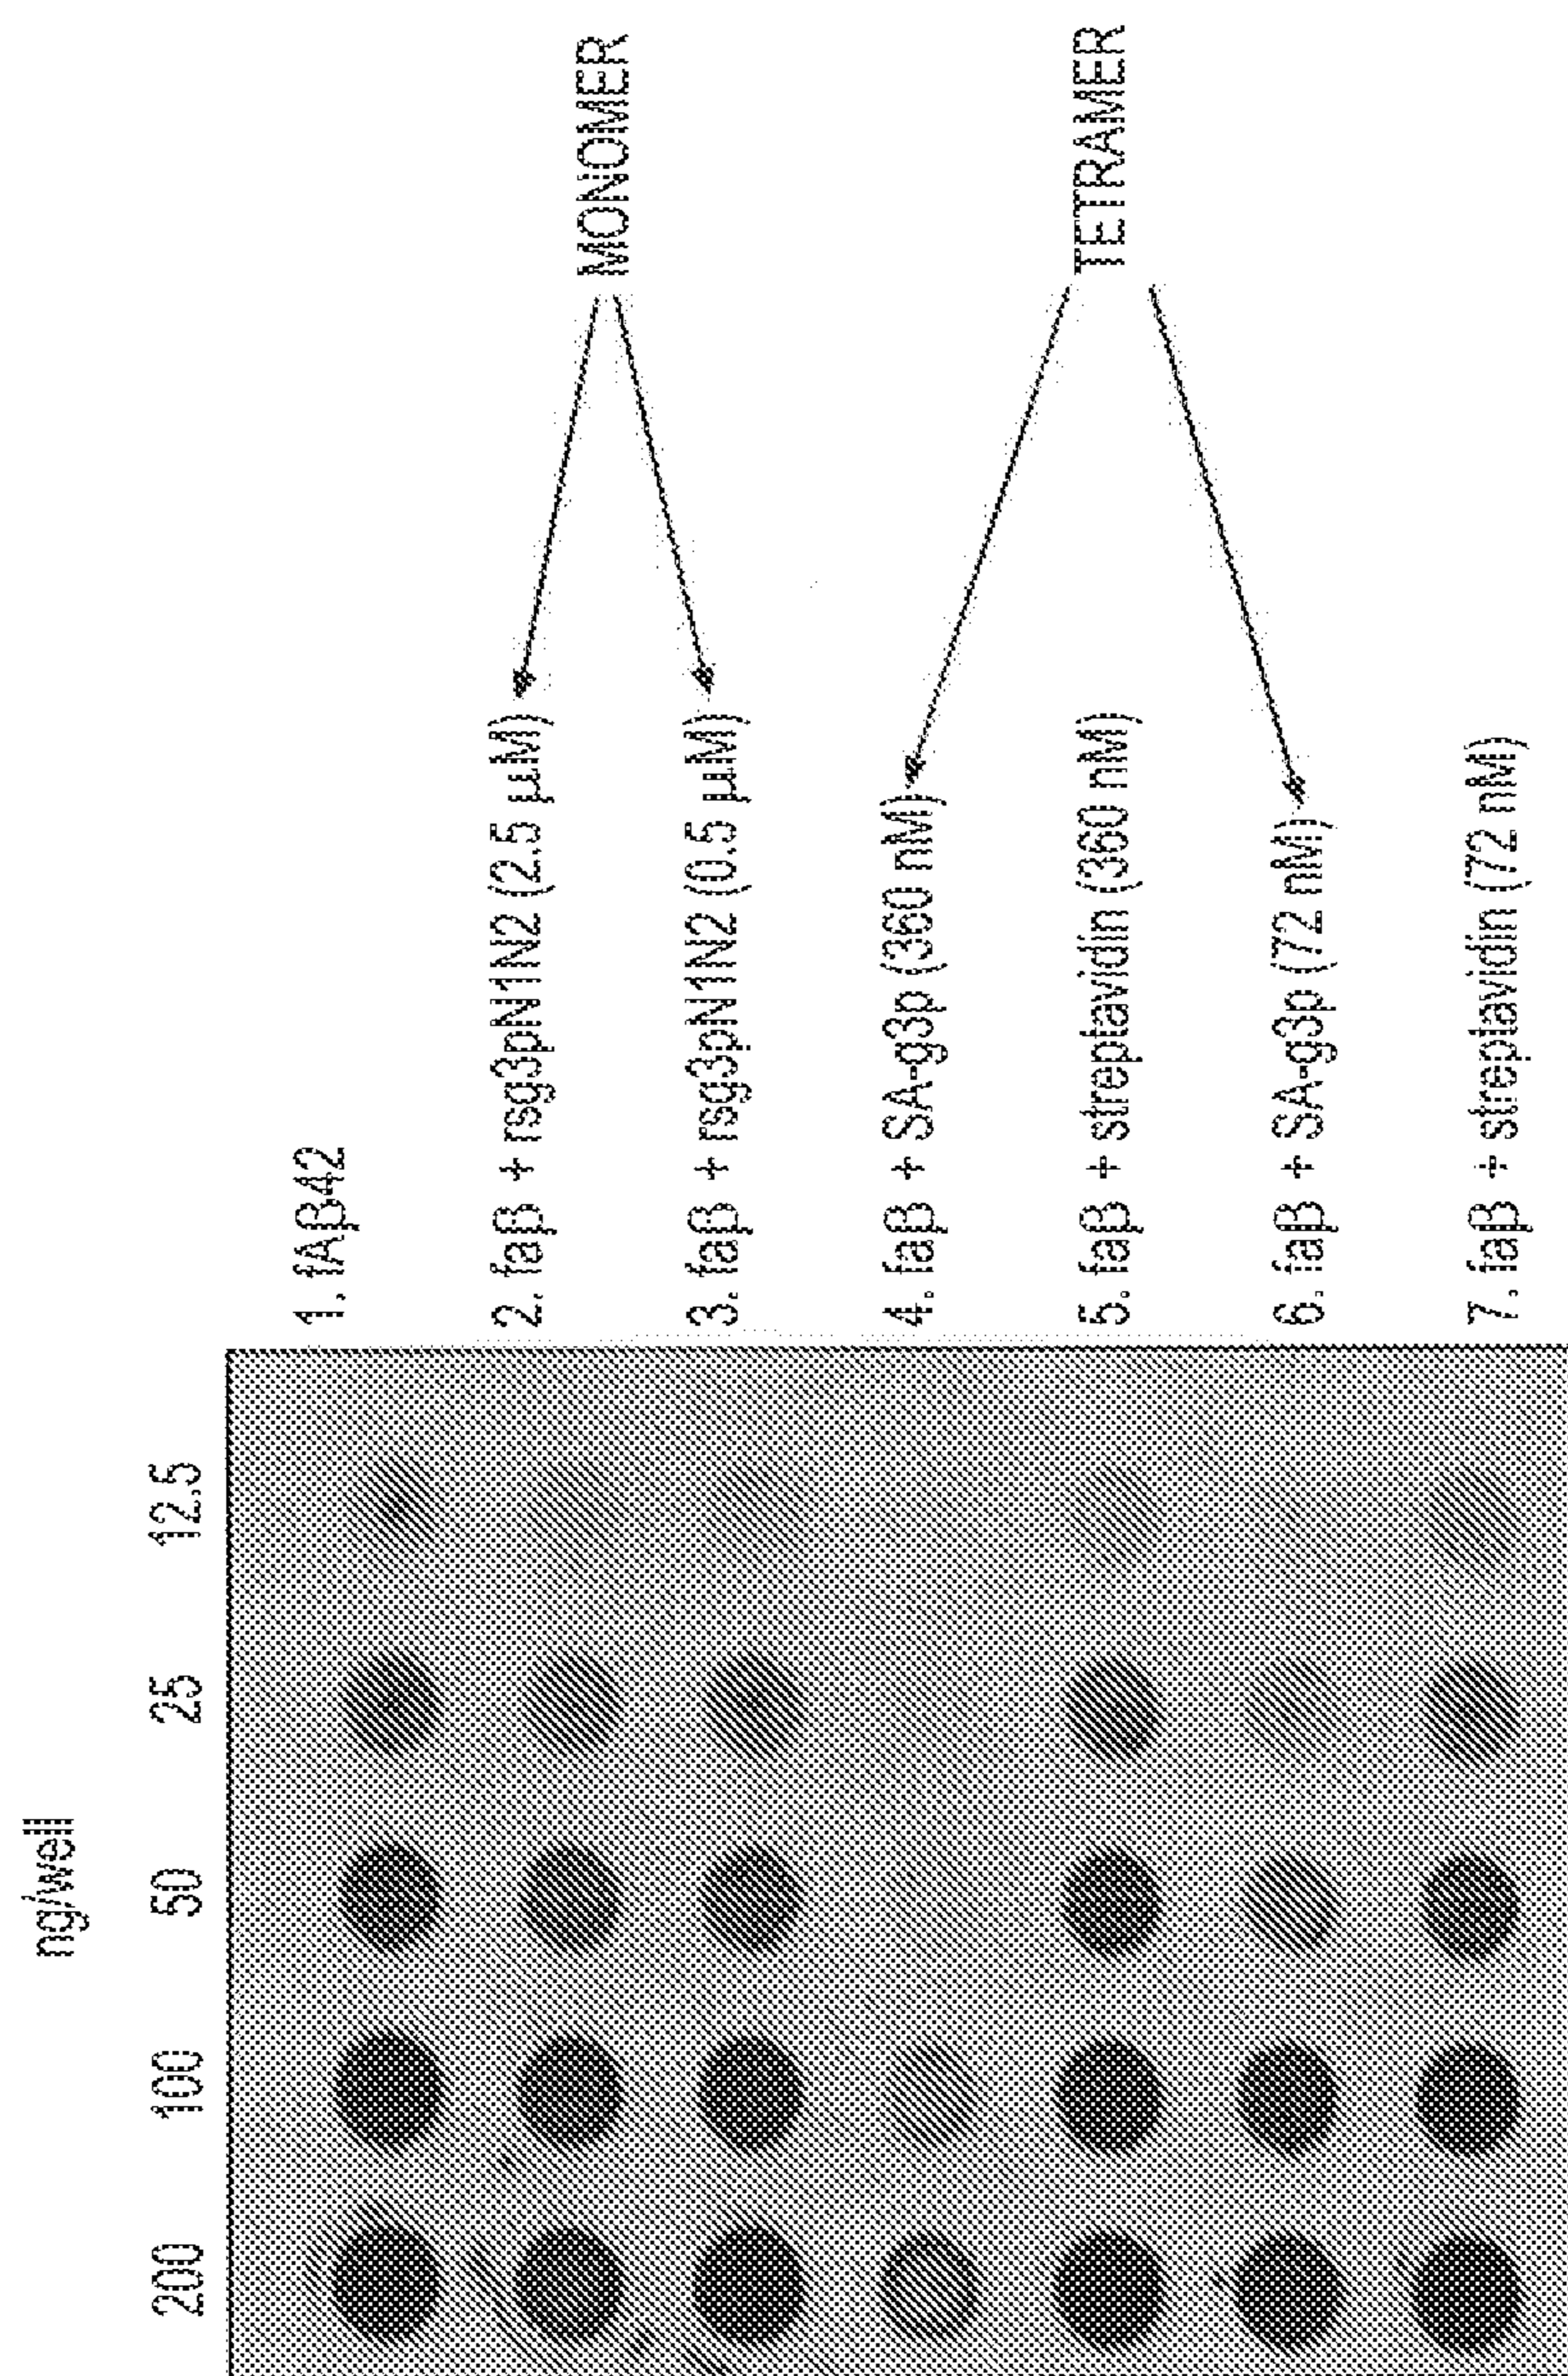 ng/well
200 100 50 25 12.5
1. fAβ42
2. faβ + rsg3pN1N2 (2.5 µM)
3. faβ + rsg3pN1N2 (0.5 µM)
MONOMER
4. faβ + SA-g3p (360 nM)
5. faβ + streptavidin (360 nM)
6. faβ + SA-g3p (72 nM)
TETRAMER
7. faβ + streptavidin (72 nM)